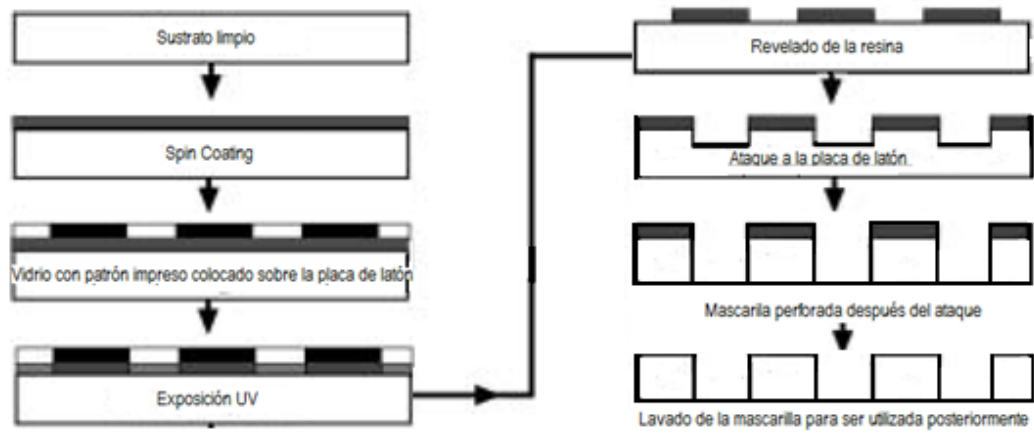 Sustrato limpio
Spin Coating
Vidrio con patrón impreso colocado sobre la placa de latón
Exposición UV
Revelado de la resina
Ataque a la placa de latón.
Mascarila perforada después del ataque
Lavado de la mascarilla para ser utilizada posteriormente